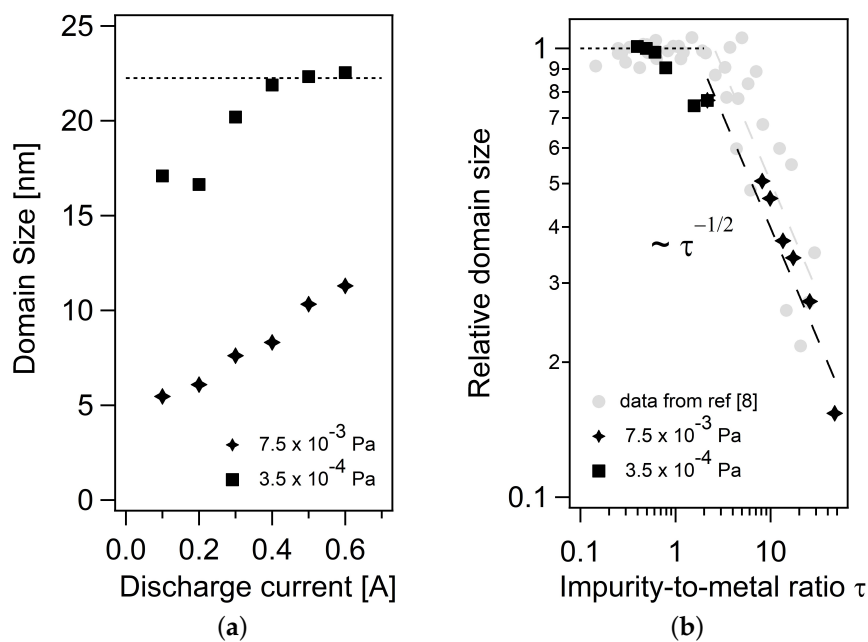 25
20
15
10
5
0
Domain Size [nm]
7.5 x 10⁻³ Pa
3.5 x 10⁻⁴ Pa
0.0 0.2 0.4 0.6
Discharge current [A]
(a)
1
9
8
7
6
5
4
3
2
0.1
Relative domain size
~ τ⁻¹/²
data from ref [8]
7.5 x 10⁻³ Pa
3.5 x 10⁻⁴ Pa
0.1 1 10
Impurity-to-metal ratio τ
(b)